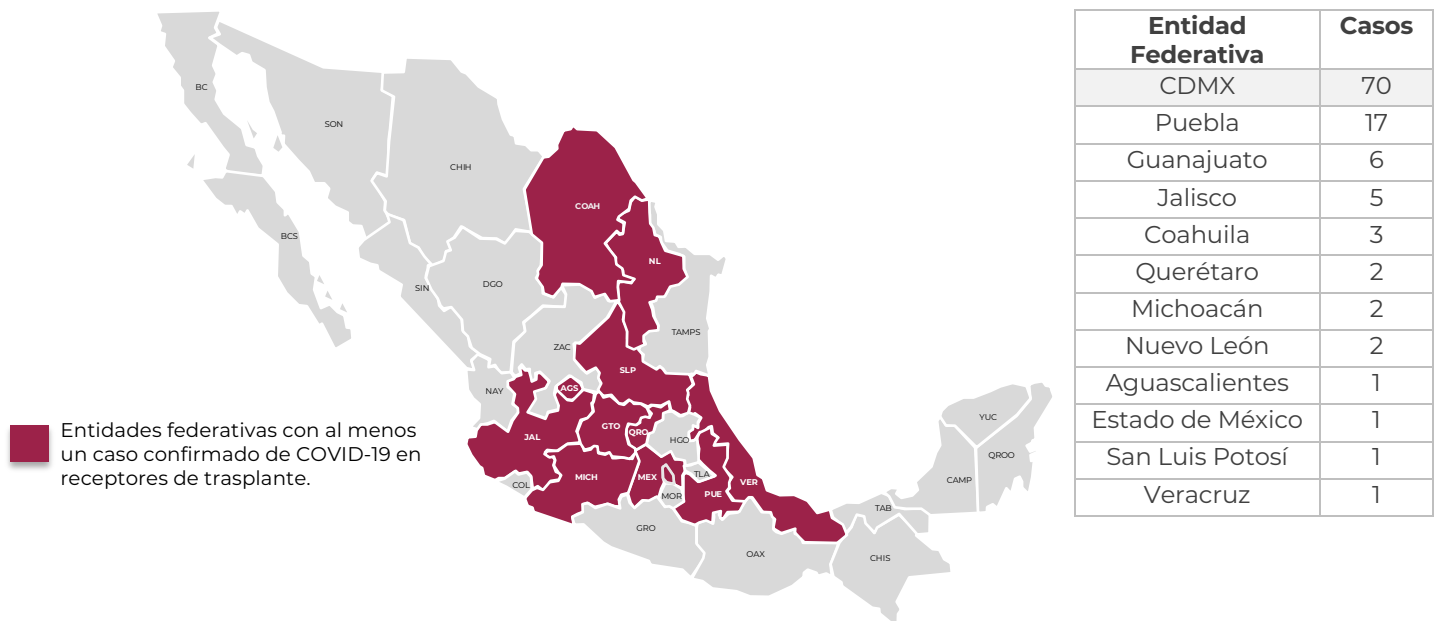 BC
SON
CHIH
COAH
BCS
NL
SIN
DGO
TAMPS
ZAC
SLP
NAY
AGS
JAL
GTO
QRO
HGO
YUC
QROO
COL
MICH
MEX
TLA
MOR
PUE
VER
CAMP
TAB
GRO
OAX
CHIS
Entidades federativas con al menos
un caso confirmado de COVID-19 en
receptores de trasplante.
Entidad Federativa Casos
CDMX 70
Puebla 17
Guanajuato 6
Jalisco 5
Coahuila 3
Querétaro 2
Michoacán 2
Nuevo León 2
Aguascalientes 1
Estado de México 1
San Luis Potosí 1
Veracruz 1